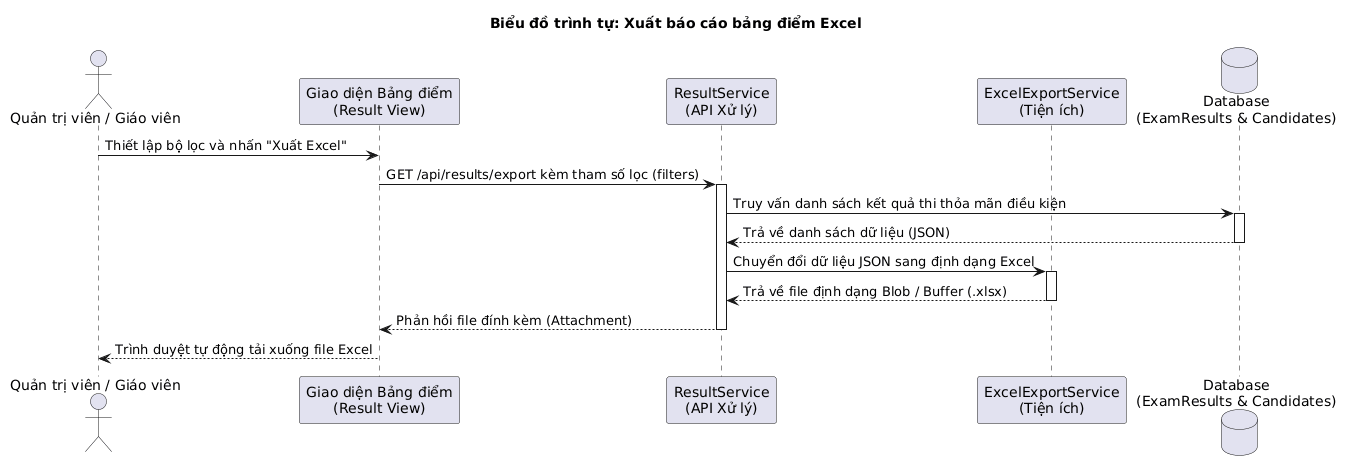 Biểu đồ trình tự: Xuất báo cáo bảng điểm Excel
Quản trị viên / Giáo viên
Giao diện Bảng điểm
(Result View)
ResultService
(API Xử lý)
ExcelExportService
(Tiện ích)
Database
(ExamResults & Candidates)
Thiết lập bộ lọc và nhấn "Xuất Excel"
GET /api/results/export kèm tham số lọc (filters)
Truy vấn danh sách kết quả thi thỏa mãn điều kiện
Trả về danh sách dữ liệu (JSON)
Chuyển đổi dữ liệu JSON sang định dạng Excel
Trả về file định dạng Blob / Buffer (.xlsx)
Phản hồi file đính kèm (Attachment)
Trình duyệt tự động tải xuống file Excel
Quản trị viên / Giáo viên
Giao diện Bảng điểm
(Result View)
ResultService
(API Xử lý)
ExcelExportService
(Tiện ích)
Database
(ExamResults & Candidates)